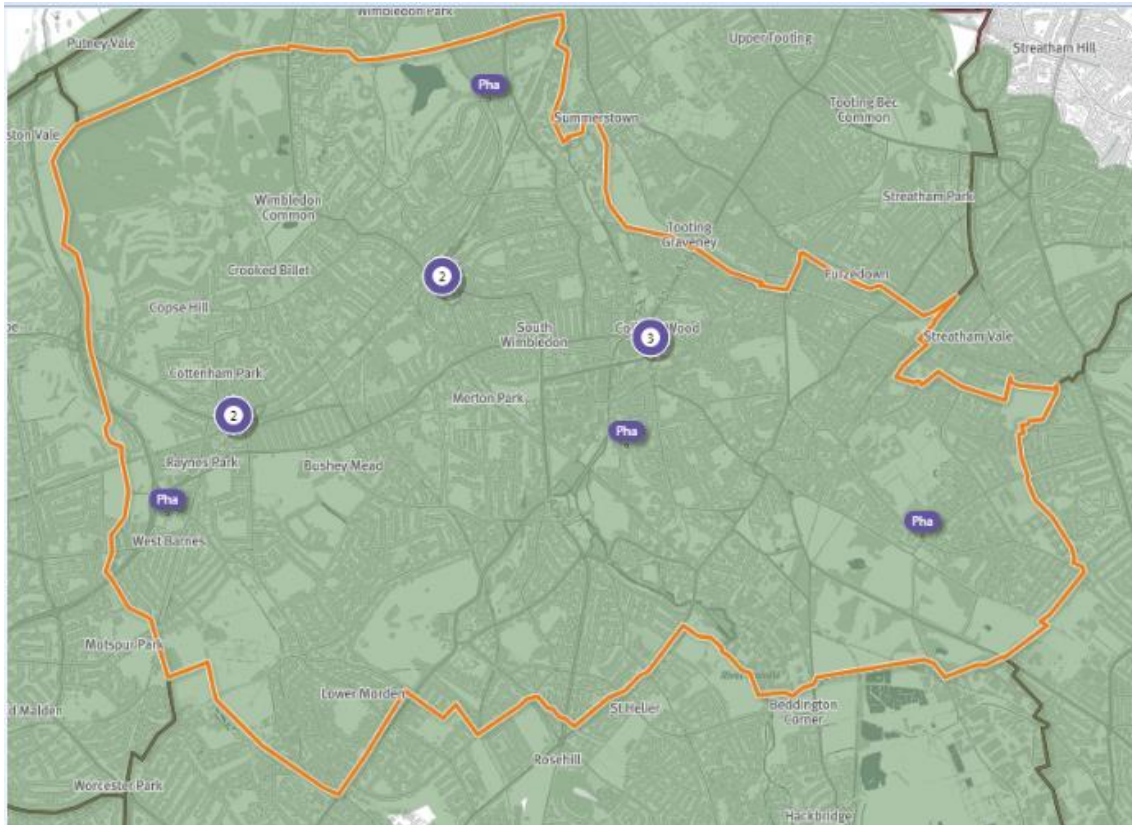 Wimbledon Park
Putney Vale
Upper Tooting
Streatham Hill
Pha
Tooting Bec
Common
Summerstown
ston Vale
Streatham Park
Wimbledon
Common
Tooting
Graveney
Crooked Billet
Furzedown
2
Copse Hill
South
Wimbledon
Co
Wood
3
Streatham Vale
Cottenham Park
Merton Park
2
Pha
Raynes Park
Bushey Mead
Pha
Pha
West Barnes
Motspur Park
Lower Morden
St Helier
Beddington
Corner
d Malden
Rosehill
Worcester Park
Hackbridge